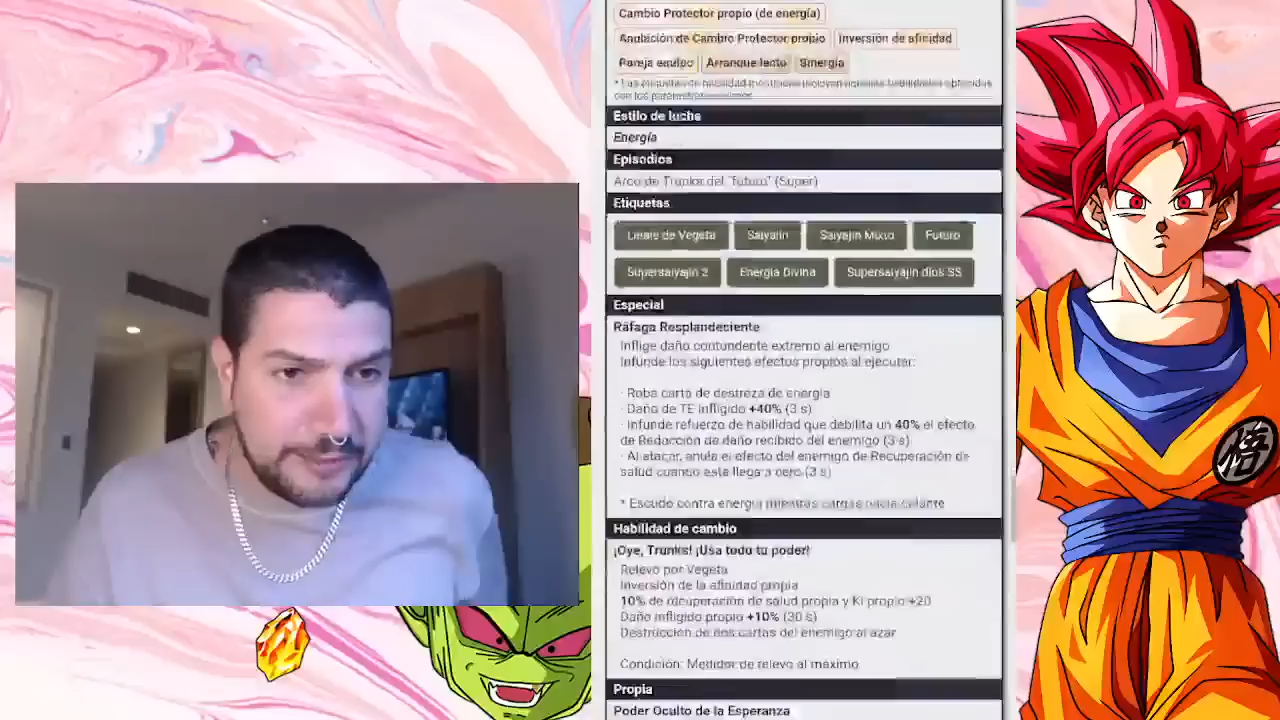 Cambio Protector propio (de energía)
Anulación de Cambio Protector propio
Inversión de afinidad
Pareja equipo
Arranque lento
Sinergia
Estilo de lucha
Energía
Episodios
Arco de Trunks del "futuro" (Super)
Etiquetas
Linaje de Vegeta
Saiyajin
Saiyajin Mixto
Futuro
Supersaiyajin 2
Energía Divina
Supersaiyajin dios SS
Especial
Ráfaga Resplandeciente
Inflige daño contundente extremo al enemigo
Infunde los siguientes efectos propios al ejecutar:
· Roba carta de destreza de energía
· Daño de TE infligido +40% (3 s)
· Infunde refuerzo de habilidad que debilita un 40% el efecto
de Reducción de daño recibido del enemigo (3 s)
· Al atacar, anula el efecto del enemigo de Recuperación de
salud cuando esta llega a cero (3 s)
* Escudo contra energía mientras cargas hacia delante
Habilidad de cambio
¡Oye, Trunks! ¡Usa todo tu poder!
Relevo por Vegeta
Inversión de la afinidad propia
10% de recuperación de salud propia y Ki propio +20
Daño infligido propio +10% (30 s)
Destrucción de dos cartas del enemigo al azar
Condición: Medidor de relevo al máximo
Propia
Poder Oculto de la Esperanza
悟